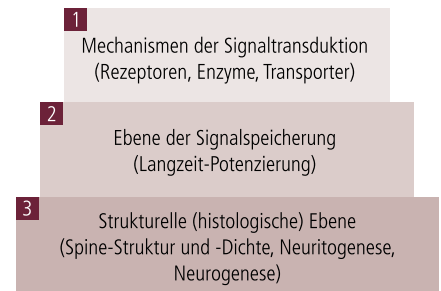 1
Mechanismen der Signaltransduktion
(Rezeptoren, Enzyme, Transporter)
2
Ebene der Signalspeicherung
(Langzeit-Potenzierung)
3
Strukturelle (histologische) Ebene
(Spine-Struktur und -Dichte, Neuritogenese,
Neurogenese)